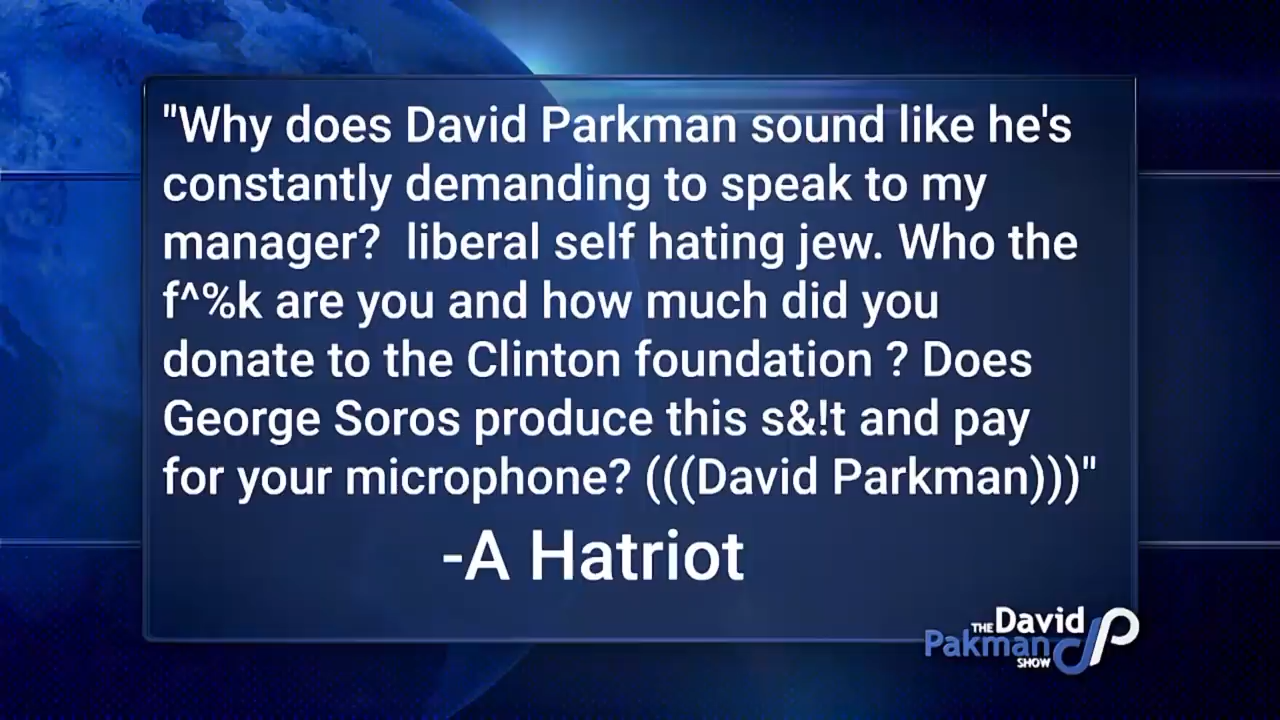 "Why does David Parkman sound like he's
constantly demanding to speak to my
manager?  liberal self hating jew. Who the
f^%k are you and how much did you
donate to the Clinton foundation ? Does
George Soros produce this s&!t and pay
for your microphone? (((David Parkman)))"
-A Hatriot
THE David
Pakman
SHOW